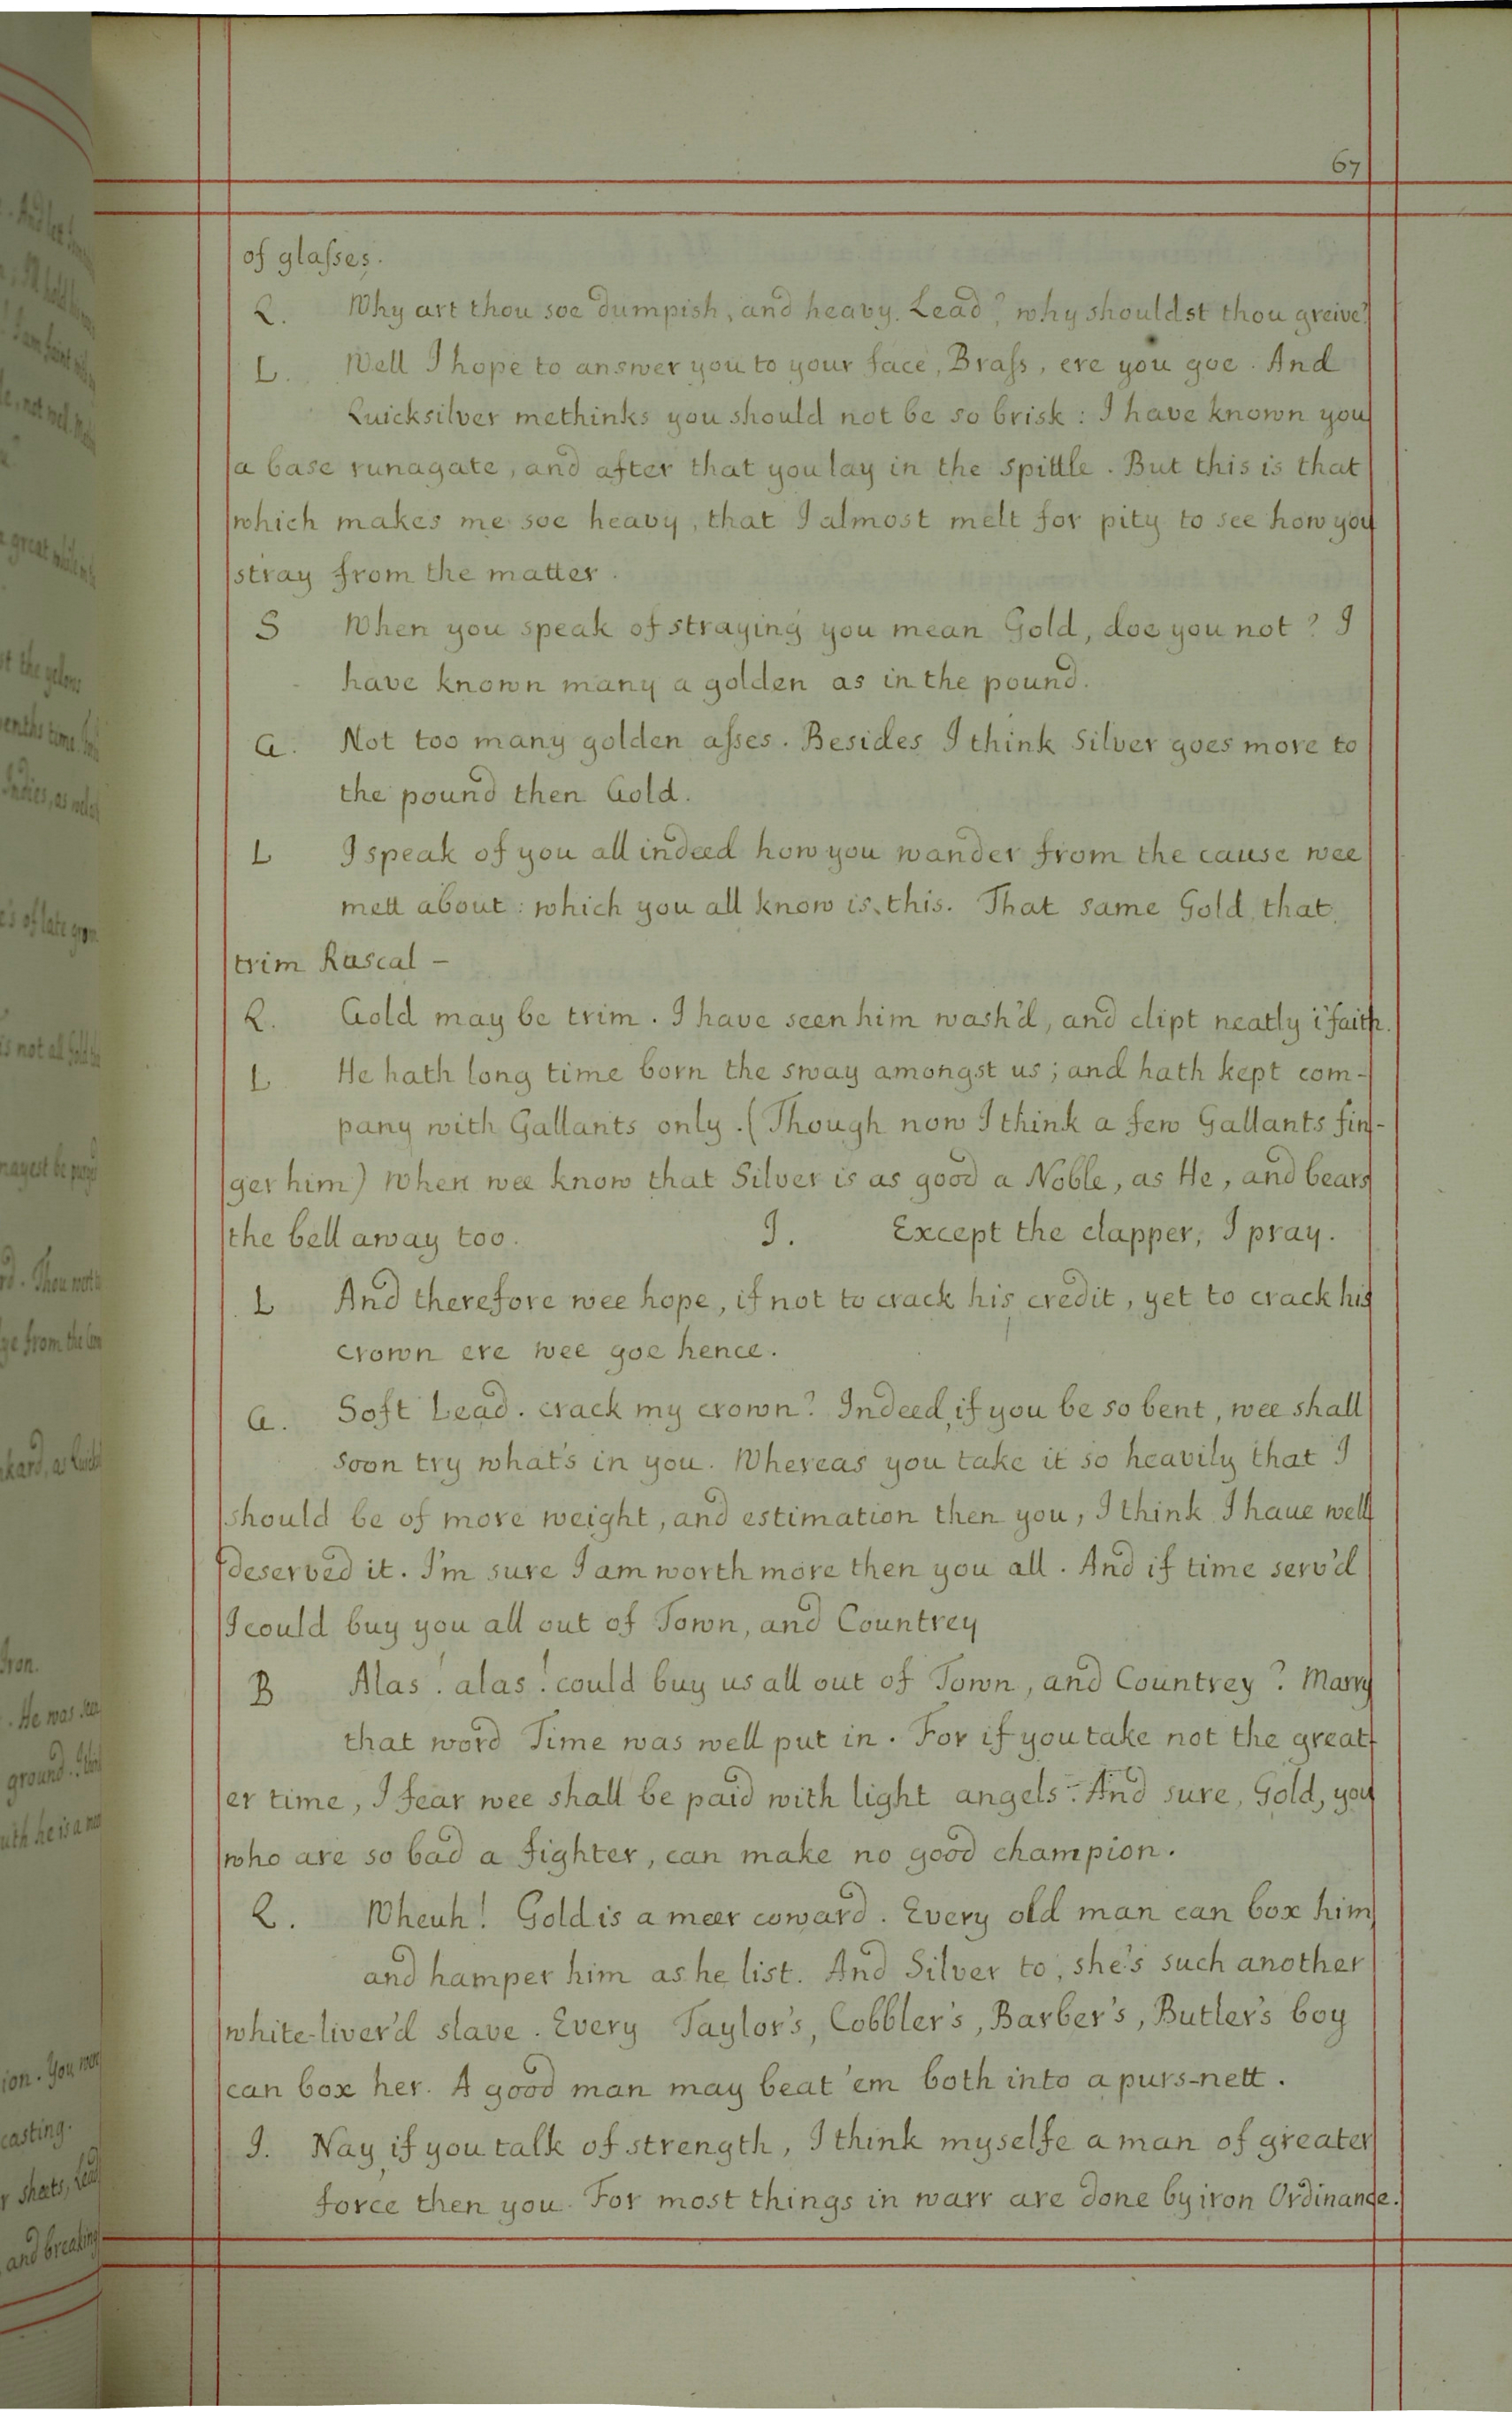 67
of glaſses.
Q. Why art thou soe dumpish, and heavy Lead? why shouldst thou greive?
L. Well I hope to answer you to your face, Braſs, ere you goe. And
Quicksilver methinks you should not be so brisk: I have known you
a base runagate, and after that you lay in the spittle. But this is that
which makes me soe heavy, that I almost melt for pity to see how you
stray from the matter.
S When you speak of straying you mean Gold, doe you not? I
have known many a golden as in the pound.
G. Not too many golden aſses. Besides I think Silver goes more to
the pound then Gold.
L I speak of you all indeed how you wander from the cause wee
mett about: which you all know is, this. That same Gold, that
trim Rascal –
Q. Gold may be trim. I have seen him wash'd, and clipt neatly i'faith.
L He hath long time born the sway amongst us; and hath kept com-
pany with Gallants only. (Though now I think a few Gallants fin-
ger him) When wee know that Silver is as good a Noble, as He, and bears
the bell away too. I. Except the clapper, I pray.
L And therefore wee hope, if not to crack his credit, yet to crack his
crown ere wee goe hence.
G. Soft Lead. crack my crown? Indeed, if you be so bent, wee shall
soon try what's in you. Whereas you take it so heavily that I
should be of more weight, and estimation then you, I think I haue well
deserved it. I'm sure I am worth more then you all. And if time serv'd
I could buy you all out of Town, and Countrey
B Alas! alas! could buy us all out of Town, and Countrey? Marry
that word Time was well put in. For if you take not the great-
er time, I fear wee shall be paid with light angels. And sure, Gold, you
who are so bad a fighter, can make no good champion.
Q. Wheuh! Gold is a meer coward. Every old man can box him,
and hamper him as he list. And Silver to, she's such another
white-liver'd slave. Every Taylor's, Cobbler's, Barber's, Butler's boy
can box her. A good man may beat 'em both into a purs-nett.
I. Nay if you talk of strength, I think myselfe a man of greater
force then you. For most things in warr are done by iron Ordinance.